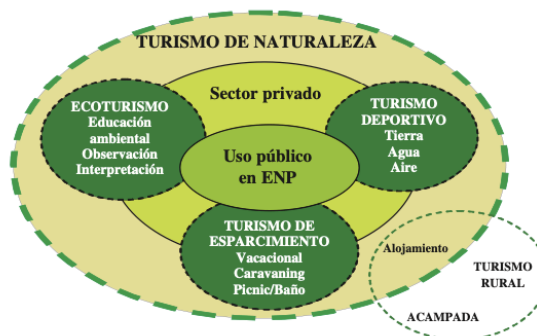 TURISMO DE NATURALEZA
Sector privado
ECOTURISMO
Educación
ambiental
Observación
Interpretación
TURISMO
DEPORTIVO
Tierra
Agua
Aire
Uso público
en ENP
TURISMO DE
ESPARCIMIENTO
Vacacional
Caravaning
Picnic/Baño
Alojamiento
TURISMO
RURAL
ACAMPADA